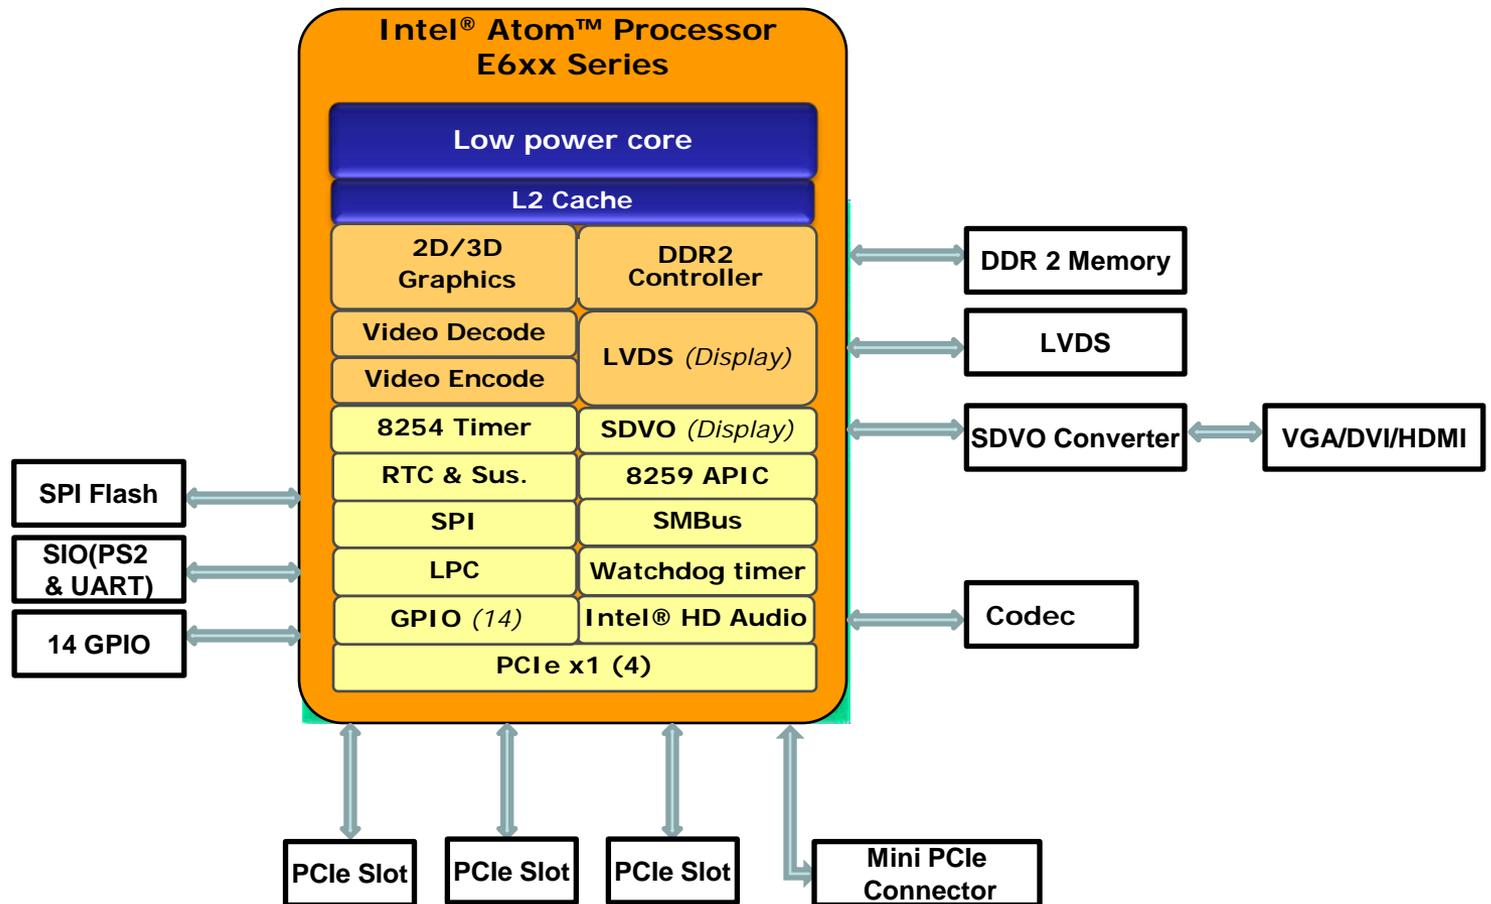 Intel® Atom™ Processor
E6xx Series
Low power core
L2 Cache
2D/3D
Graphics
DDR2
Controller
Video Decode
Video Encode
LVDS (Display)
8254 Timer
SDVO (Display)
RTC & Sus.
8259 APIC
SPI
SMBus
LPC
Watchdog timer
GPIO (14)
Intel® HD Audio
PCIe x1 (4)
DDR 2 Memory
LVDS
SDVO Converter
VGA/DVI/HDMI
Codec
SPI Flash
SIO(PS2
& UART)
14 GPIO
PCIe Slot
PCIe Slot
PCIe Slot
Mini PCIe
Connector